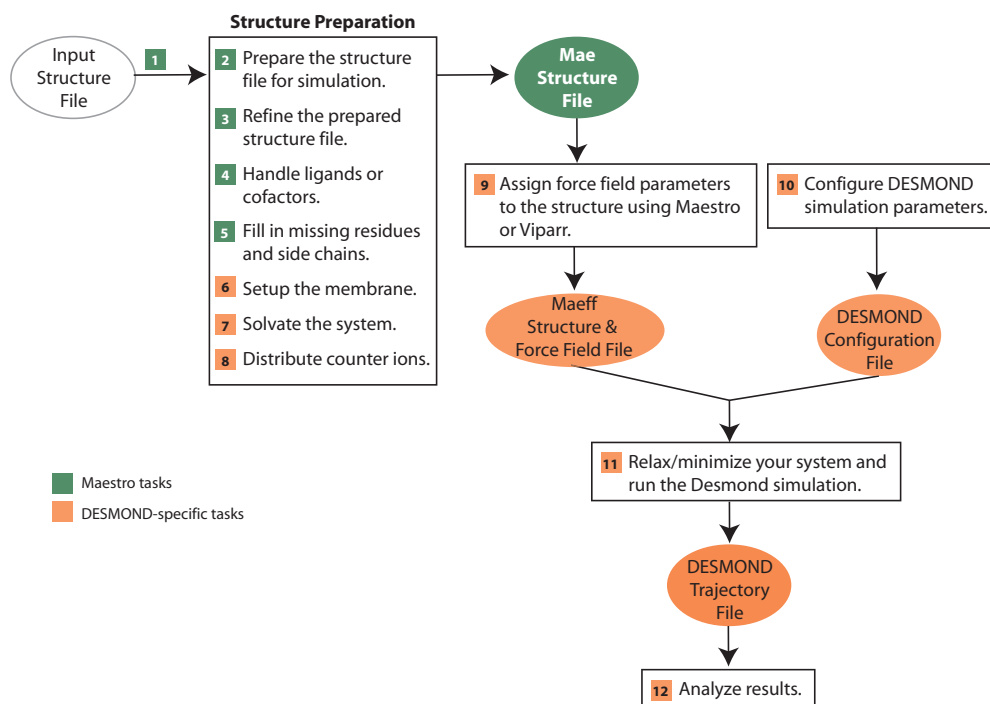 Structure Preparation
Input
Structure
File
1
2 Prepare the structure
file for simulation.
3 Refine the prepared
structure file.
4 Handle ligands or
cofactors.
5 Fill in missing residues
and side chains.
6 Setup the membrane.
7 Solvate the system.
8 Distribute counter ions.
Mae
Structure
File
9 Assign force field parameters
to the structure using Maestro
or Viparr.
10 Configure DESMOND
simulation parameters.
Maeff
Structure &
Force Field File
DESMOND
Configuration
File
11 Relax/minimize your system and
run the Desmond simulation.
Maestro tasks
DESMOND-specific tasks
DESMOND
Trajectory
File
12 Analyze results.